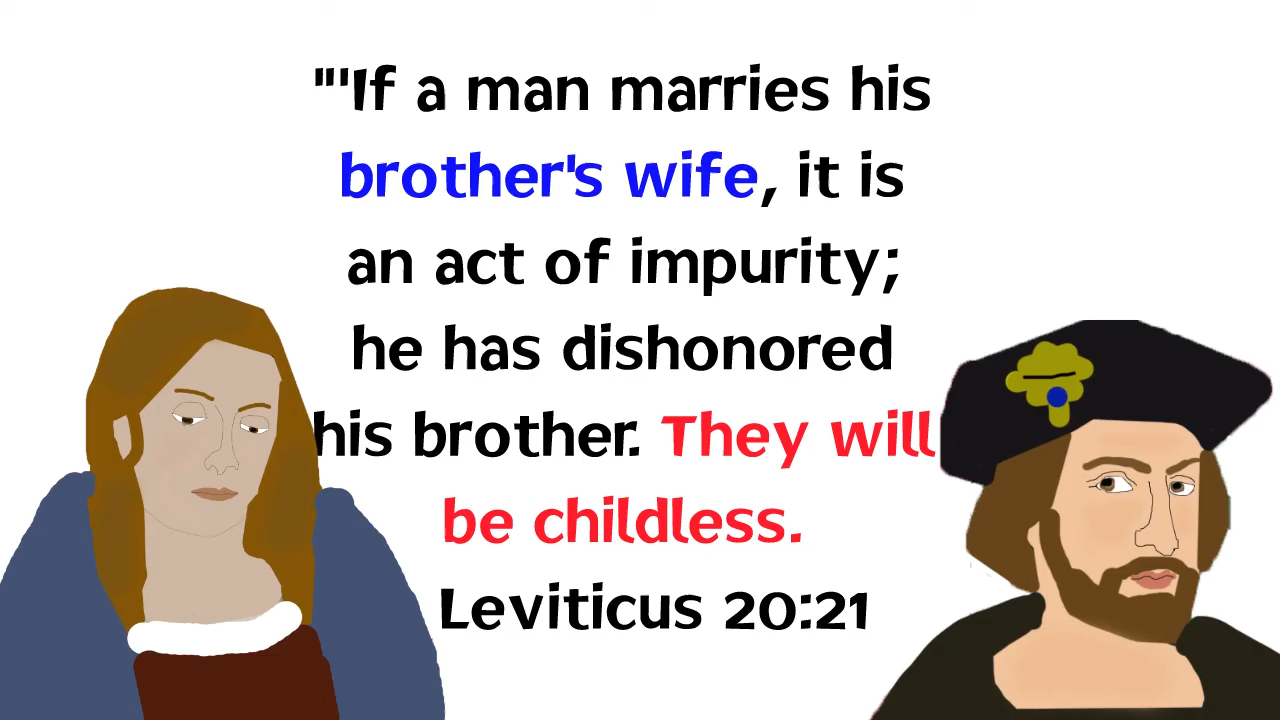 "'If a man marries his
brother's wife, it is
an act of impurity;
he has dishonored
his brother. They will
be childless.
Leviticus 20:21